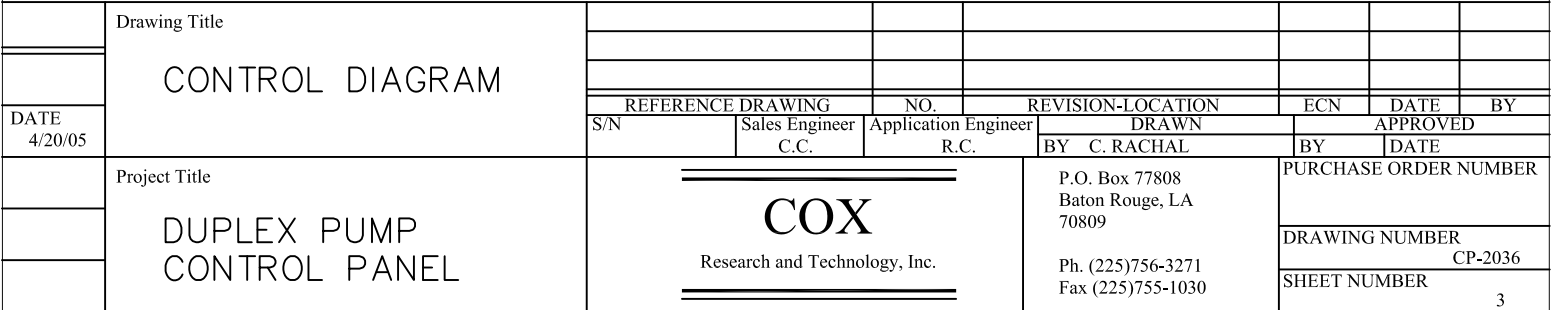 Drawing Title
CONTROL DIAGRAM
DATE
4/20/05
REFERENCE DRAWING NO. REVISION-LOCATION ECN DATE BY
S/N Sales Engineer Application Engineer DRAWN APPROVED
C.C. R.C. BY C. RACHAL BY DATE
Project Title
DUPLEX PUMP
CONTROL PANEL
COX
Research and Technology, Inc.
P.O. Box 77808
Baton Rouge, LA
70809
Ph. (225)756-3271
Fax (225)755-1030
PURCHASE ORDER NUMBER
DRAWING NUMBER
CP-2036
SHEET NUMBER
3